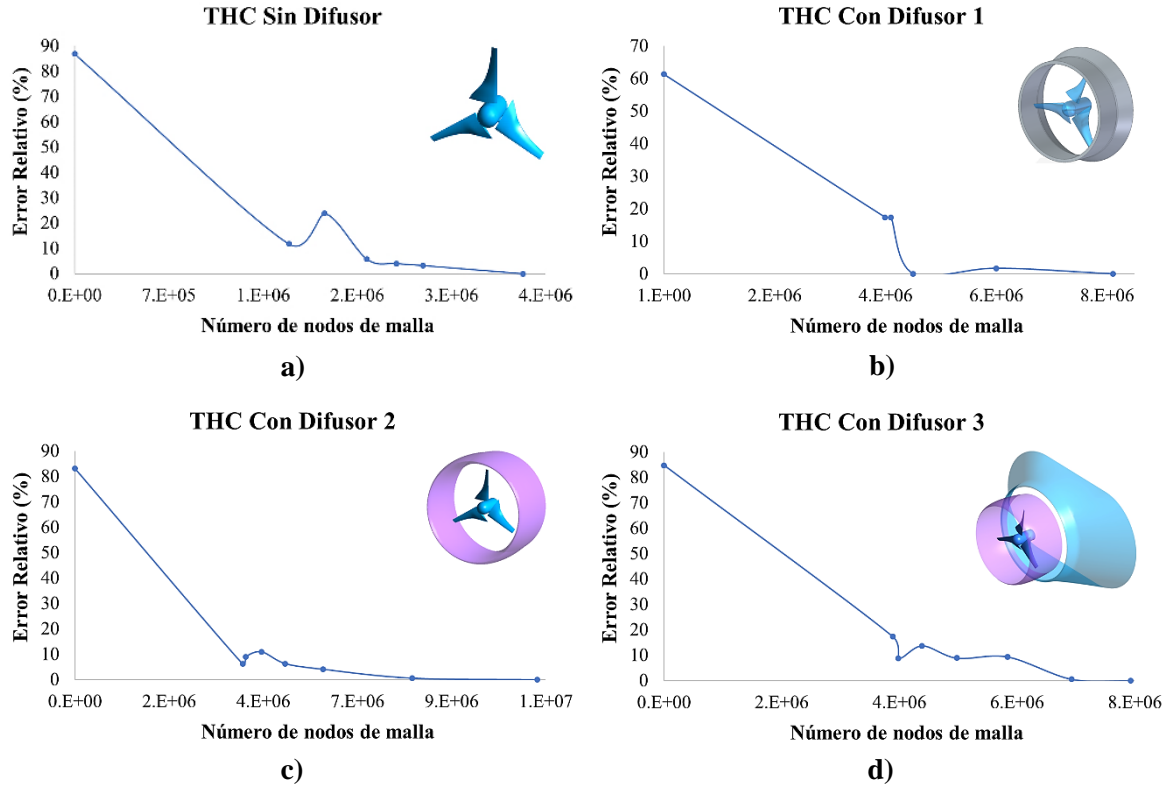 THC Sin Difusor
Error Relativo (%)
90
80
70
60
50
40
30
20
10
0
0.E+00 7.E+05 1.E+06 2.E+06 3.E+06 4.E+06
Número de nodos de malla
a)
THC Con Difusor 1
Error Relativo (%)
70
60
50
40
30
20
10
0
1.E+00 2.E+06 4.E+06 6.E+06 8.E+06
Número de nodos de malla
b)
THC Con Difusor 2
Error Relativo (%)
90
80
70
60
50
40
30
20
10
0
0.E+00 2.E+06 4.E+06 6.E+06 8.E+06 1.E+07
Número de nodos de malla
c)
THC Con Difusor 3
Error Relativo (%)
90
80
70
60
50
40
30
20
10
0
0.E+00 2.E+06 4.E+06 6.E+06 8.E+06
Número de nodos de malla
d)